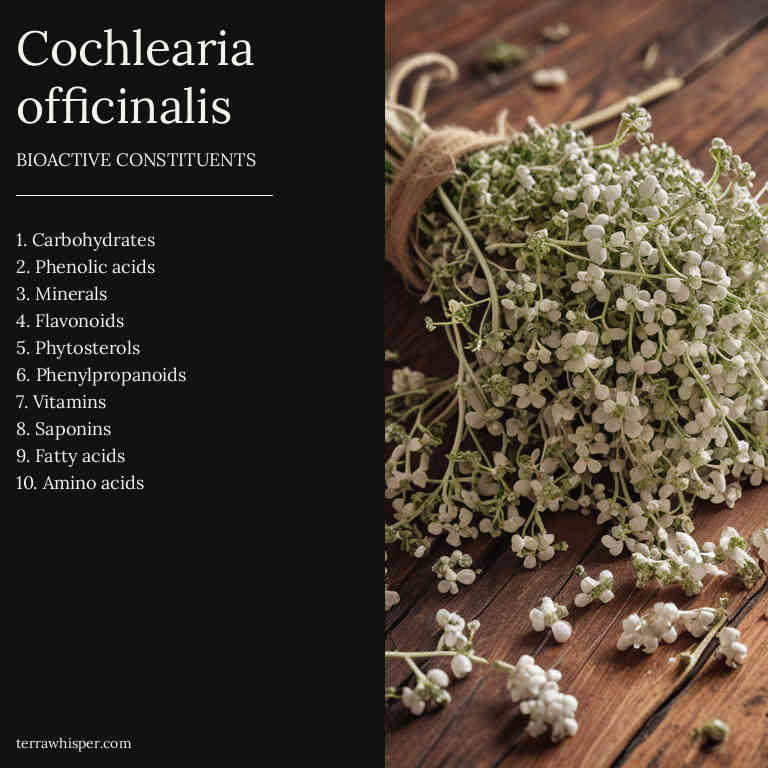 Cochlearia
officinalis
BIOACTIVE CONSTITUENTS
1. Carbohydrates
2. Phenolic acids
3. Minerals
4. Flavonoids
5. Phytosterols
6. Phenylpropanoids
7. Vitamins
8. Saponins
9. Fatty acids
10. Amino acids
terrawhisper.com